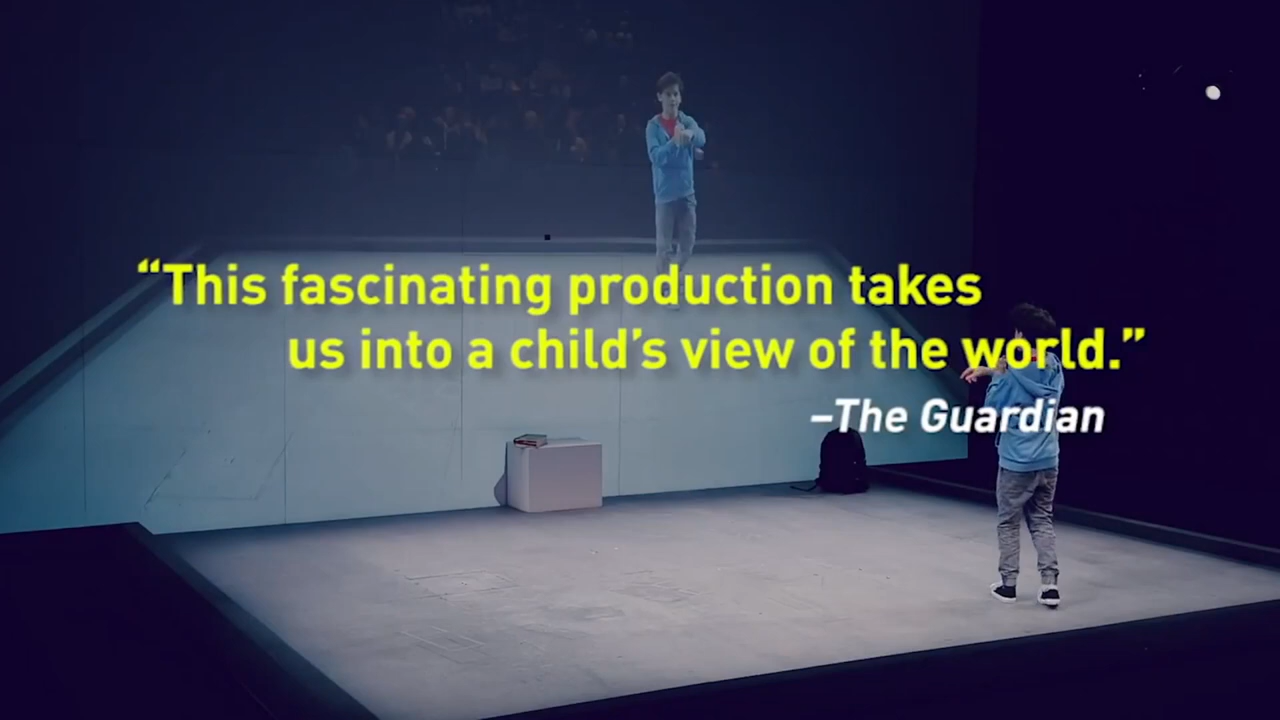 “This fascinating production takes
us into a child’s view of the world.”
–The Guardian